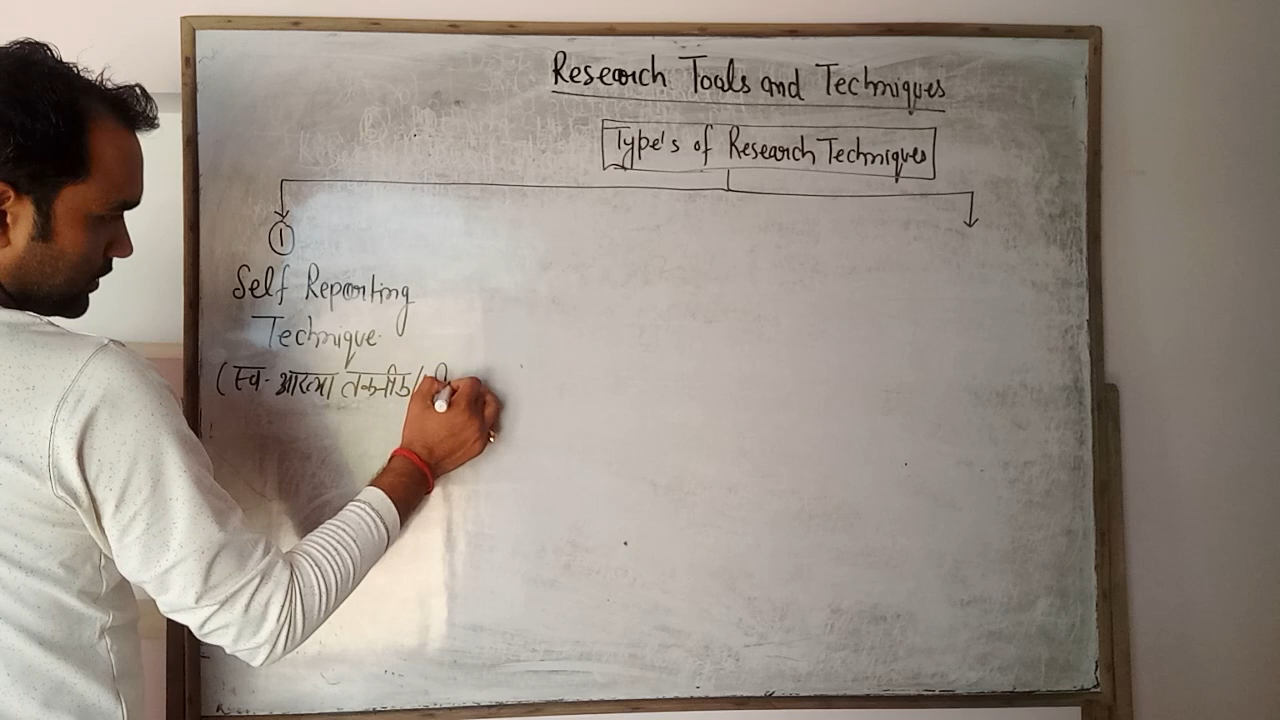 Research Tools and Techniques
Type's of Research Techniques
1
Self Reporting
Technique
(स्व- आख्या तकनीक/